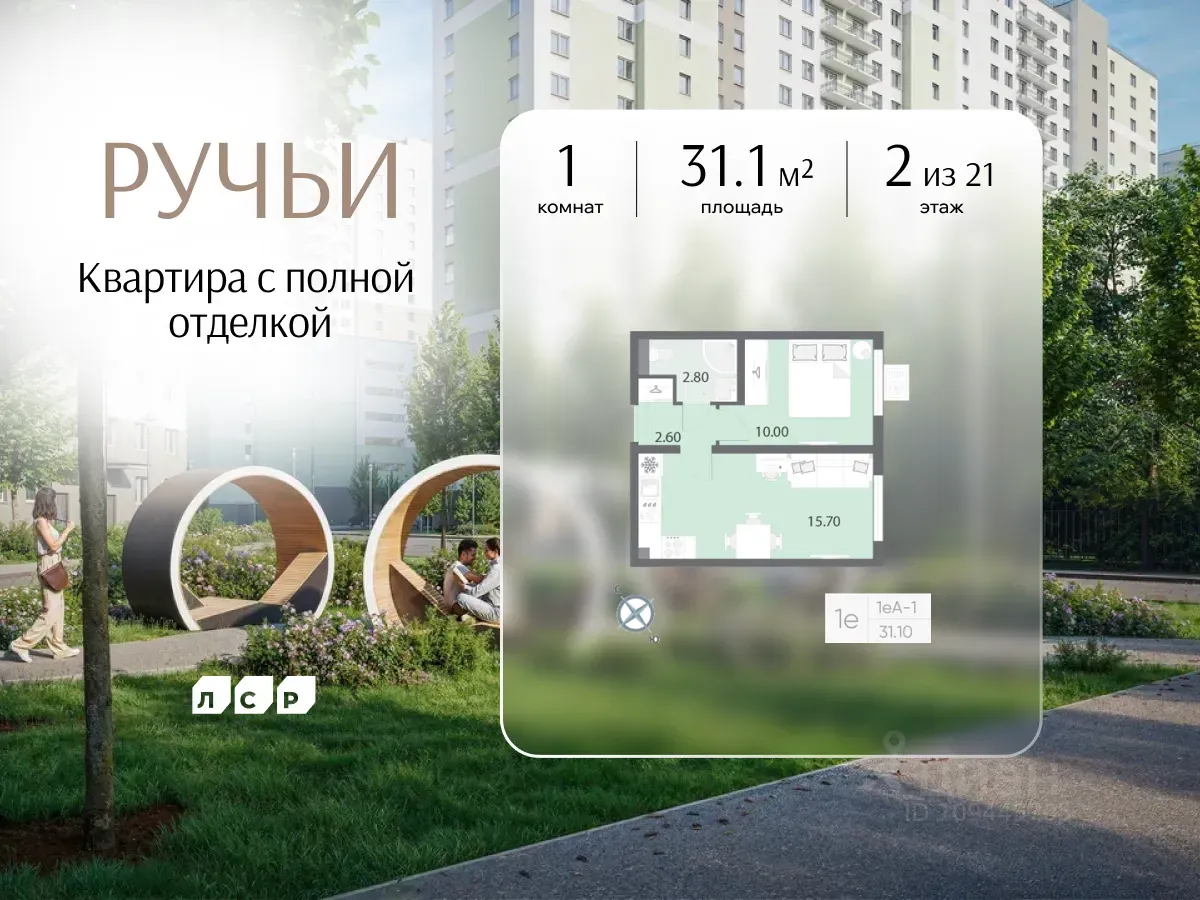 РУЧЬИ
Квартира с полной
отделкой
ЛСР
1
комнат
31.1 м²
площадь
2 из 21
этаж
2.80
2.60
10.00
15.70
1е
1еА-1
31.10